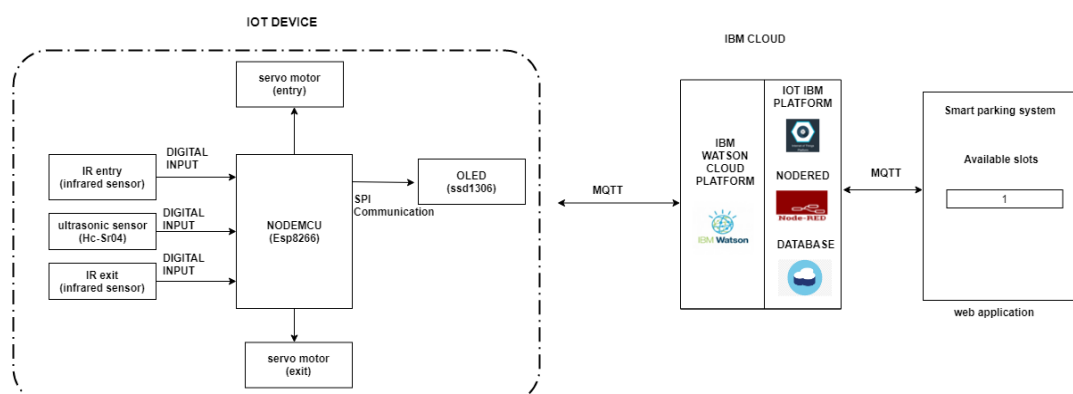 IOT DEVICE
servo motor
(entry)
DIGITAL
INPUT
IR entry
(infrared sensor)
DIGITAL
INPUT
ultrasonic sensor
(Hc-Sr04)
DIGITAL
INPUT
IR exit
(infrared sensor)
NODEMCU
(Esp8266)
SPI
Communication
OLED
(ssd1306)
servo motor
(exit)
MQTT
IBM CLOUD
IBM
WATSON
CLOUD
PLATFORM
IBM Watson
IOT IBM
PLATFORM
NODERED
Node-RED
DATABASE
MQTT
Smart parking system
Available slots
1
web application